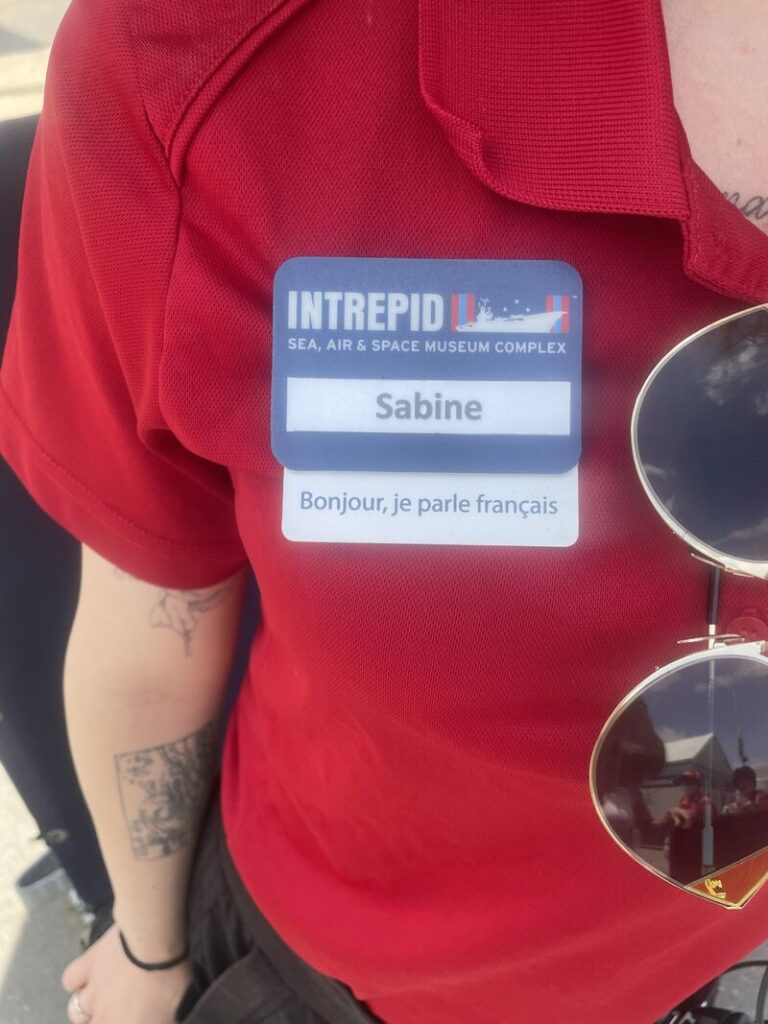 INTREPID
SEA, AIR & SPACE MUSEUM COMPLEX
Sabine
Bonjour, je parle français